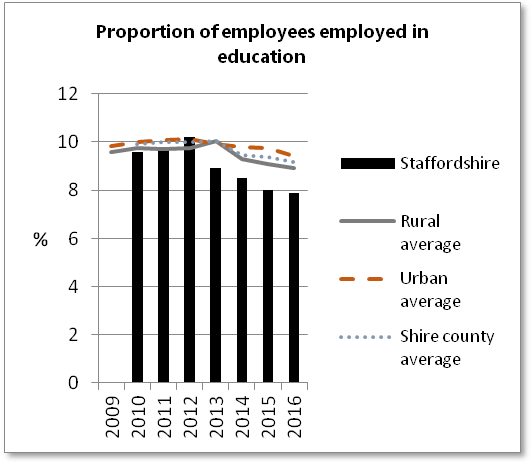 Proportion of employees employed in
education
12
10
8
6
4
2
0
%
2009
2010
2011
2012
2013
2014
2015
2016
Staffordshire
Rural
average
Urban
average
Shire county
average